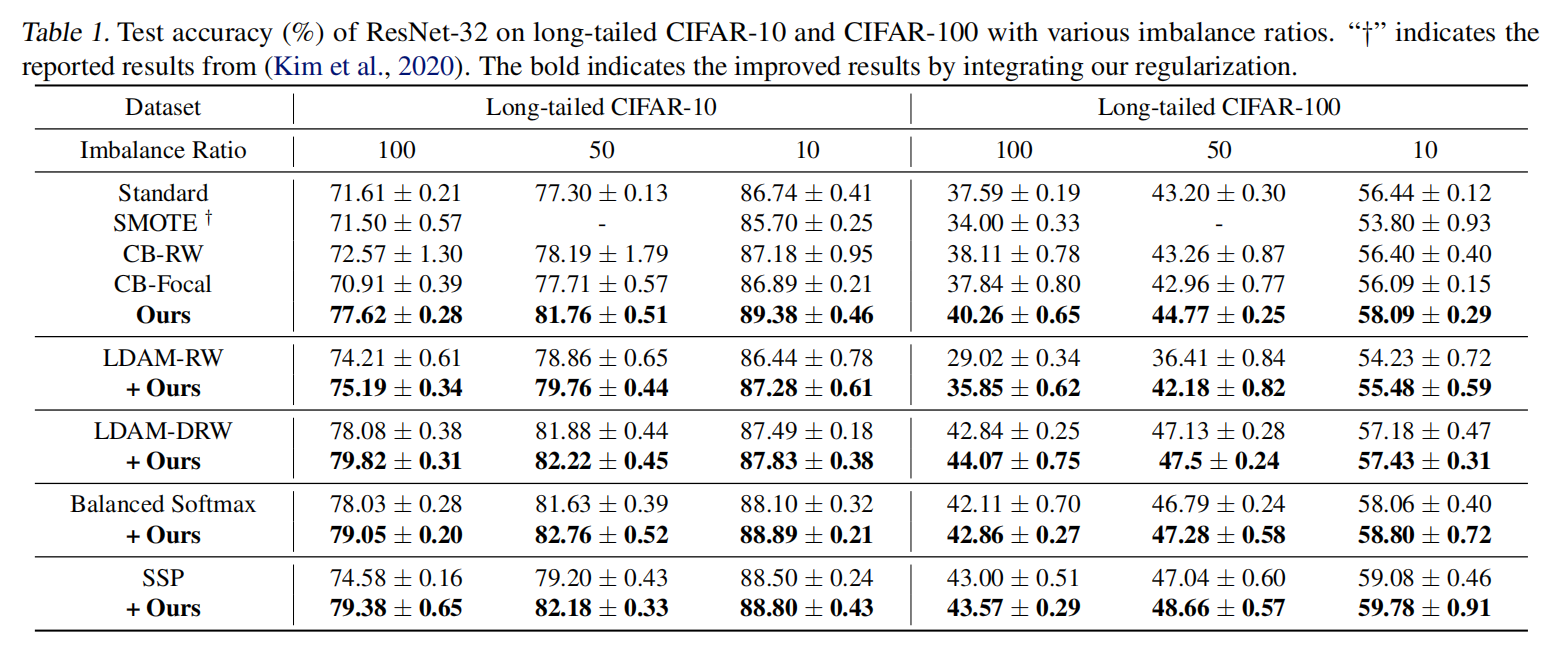 Table 1. Test accuracy (%) of ResNet-32 on long-tailed CIFAR-10 and CIFAR-100 with various imbalance ratios. “†” indicates the
reported results from (Kim et al., 2020). The bold indicates the improved results by integrating our regularization.
Dataset Long-tailed CIFAR-10 Long-tailed CIFAR-100
Imbalance Ratio 100 50 10 100 50 10
Standard 71.61 ± 0.21 77.30 ± 0.13 86.74 ± 0.41 37.59 ± 0.19 43.20 ± 0.30 56.44 ± 0.12
SMOTE † 71.50 ± 0.57 - 85.70 ± 0.25 34.00 ± 0.33 - 53.80 ± 0.93
CB-RW 72.57 ± 1.30 78.19 ± 1.79 87.18 ± 0.95 38.11 ± 0.78 43.26 ± 0.87 56.40 ± 0.40
CB-Focal 70.91 ± 0.39 77.71 ± 0.57 86.89 ± 0.21 37.84 ± 0.80 42.96 ± 0.77 56.09 ± 0.15
Ours 77.62 ± 0.28 81.76 ± 0.51 89.38 ± 0.46 40.26 ± 0.65 44.77 ± 0.25 58.09 ± 0.29
LDAM-RW 74.21 ± 0.61 78.86 ± 0.65 86.44 ± 0.78 29.02 ± 0.34 36.41 ± 0.84 54.23 ± 0.72
+ Ours 75.19 ± 0.34 79.76 ± 0.44 87.28 ± 0.61 35.85 ± 0.62 42.18 ± 0.82 55.48 ± 0.59
LDAM-DRW 78.08 ± 0.38 81.88 ± 0.44 87.49 ± 0.18 42.84 ± 0.25 47.13 ± 0.28 57.18 ± 0.47
+ Ours 79.82 ± 0.31 82.22 ± 0.45 87.83 ± 0.38 44.07 ± 0.75 47.5 ± 0.24 57.43 ± 0.31
Balanced Softmax 78.03 ± 0.28 81.63 ± 0.39 88.10 ± 0.32 42.11 ± 0.70 46.79 ± 0.24 58.06 ± 0.40
+ Ours 79.05 ± 0.20 82.76 ± 0.52 88.89 ± 0.21 42.86 ± 0.27 47.28 ± 0.58 58.80 ± 0.72
SSP 74.58 ± 0.16 79.20 ± 0.43 88.50 ± 0.24 43.00 ± 0.51 47.04 ± 0.60 59.08 ± 0.46
+ Ours 79.38 ± 0.65 82.18 ± 0.33 88.80 ± 0.43 43.57 ± 0.29 48.66 ± 0.57 59.78 ± 0.91